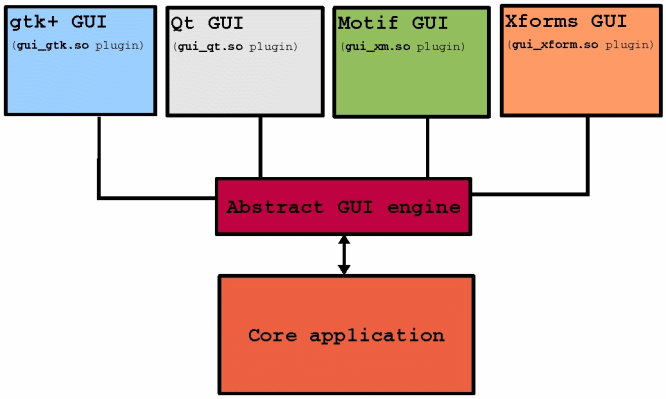 gtk+ GUI
(gui_gtk.so plugin)
Qt GUI
(gui_qt.so plugin)
Motif GUI
(gui_xm.so plugin)
Xforms GUI
(gui_xform.so plugin)
Abstract GUI engine
Core application